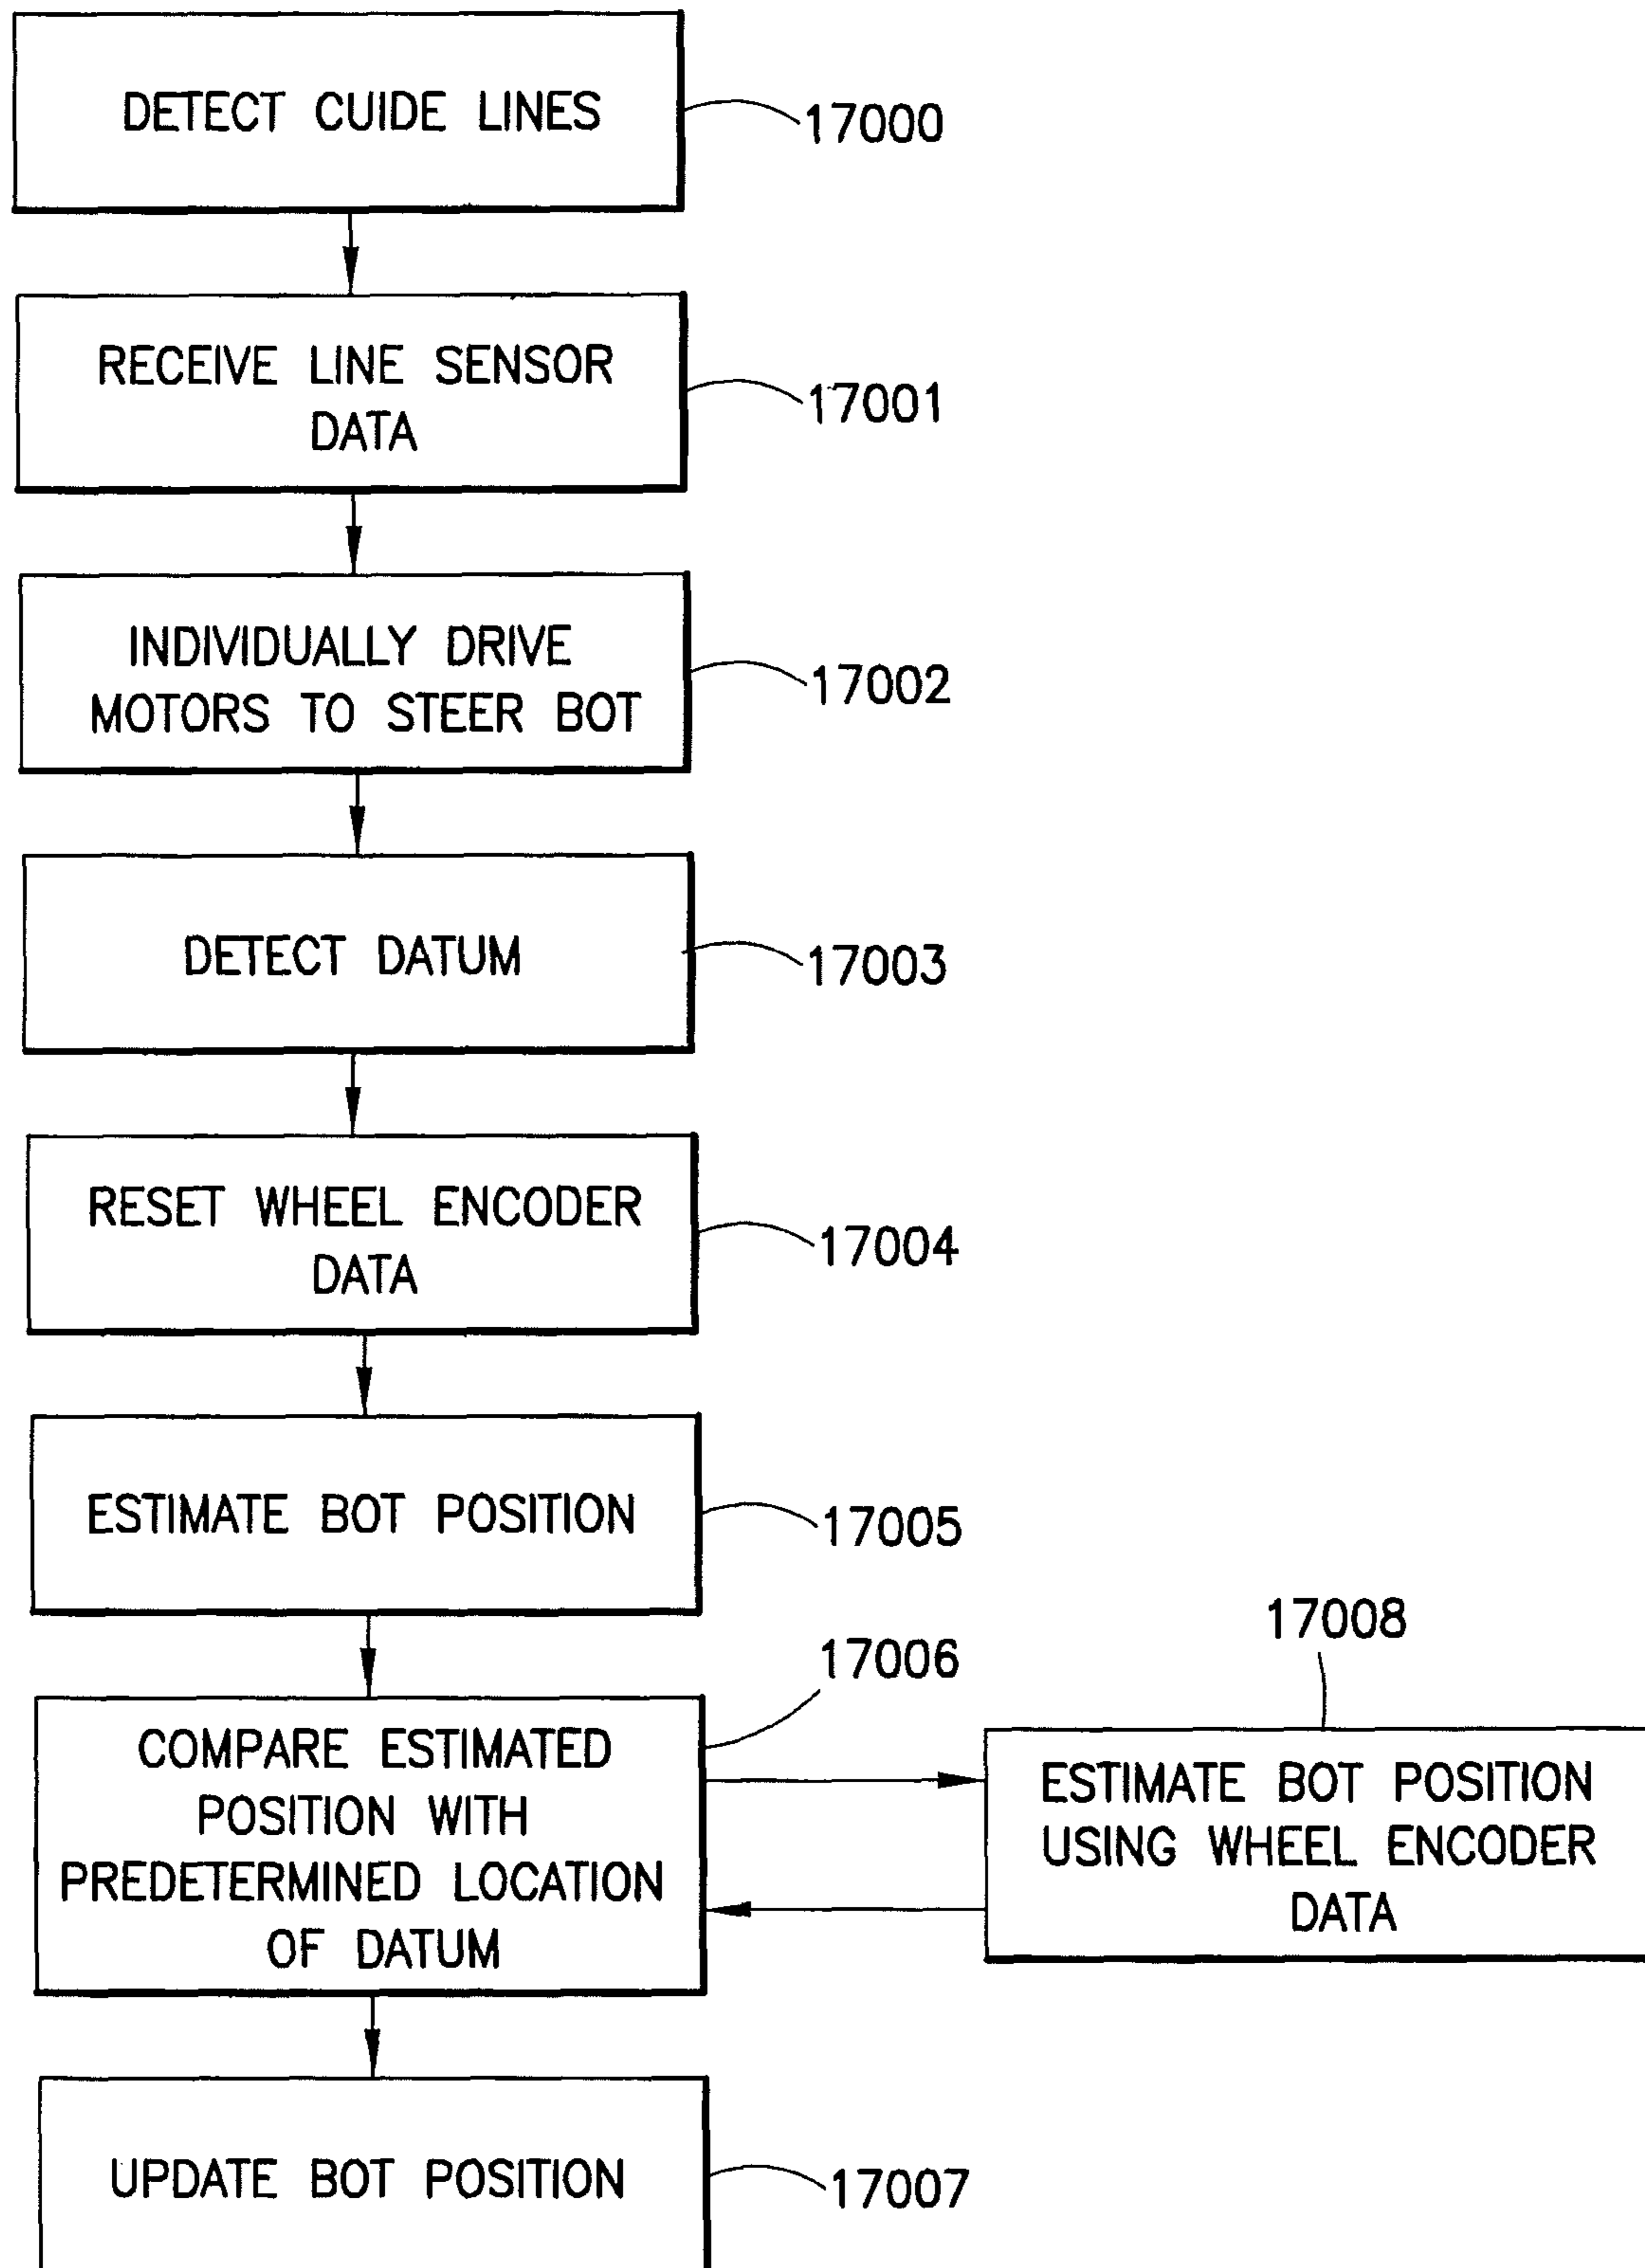 DETECT CUIDE LINES
17000
RECEIVE LINE SENSOR
DATA
17001
INDIVIDUALLY DRIVE
MOTORS TO STEER BOT
17002
DETECT DATUM
17003
RESET WHEEL ENCODER
DATA
17004
ESTIMATE BOT POSITION
17005
COMPARE ESTIMATED
POSITION WITH
PREDETERMINED LOCATION
OF DATUM
17006
ESTIMATE BOT POSITION
USING WHEEL ENCODER
DATA
17008
UPDATE BOT POSITION
17007